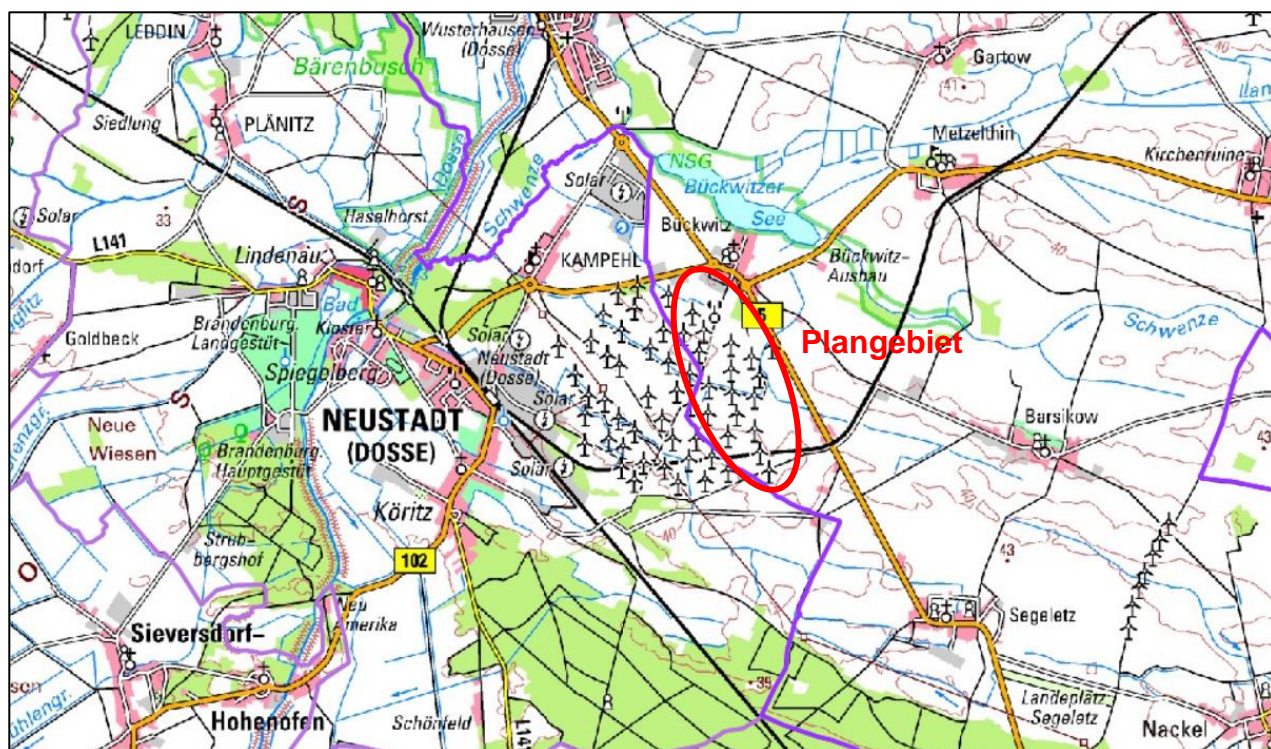 LEDDIN
Wusterhausen
(Dosse)
Gartow
Bärenbusch
Siedlung
PLÄNITZ
Dosse
Schwenze
Metzelthin
Kirchenruine
NSG
Bückwitzer
See
Solar
Solar
33
S
Haselhorst
Bückwitz
L141
Lindenau
KAMPEHL
Bückwitz-
Ausbau
Bad
Kloster
Goldbeck
Brandenburg.
Landgestüt
Spiegelberg
Solar
Neustadt
(Dosse)
Solar
5
Plangebiet
Schwenze
S
Neue
Wiesen
NEUSTADT
(DOSSE)
Barsikow
Brandenburg.
Hauptgestüt
Solar
Köritz
40
43
102
43
O
Neu
Amerika
Segeletz
Sieversdorf-
39
Hohenofen
Schönfeld
Landeplatz
Segeletz
Nackel